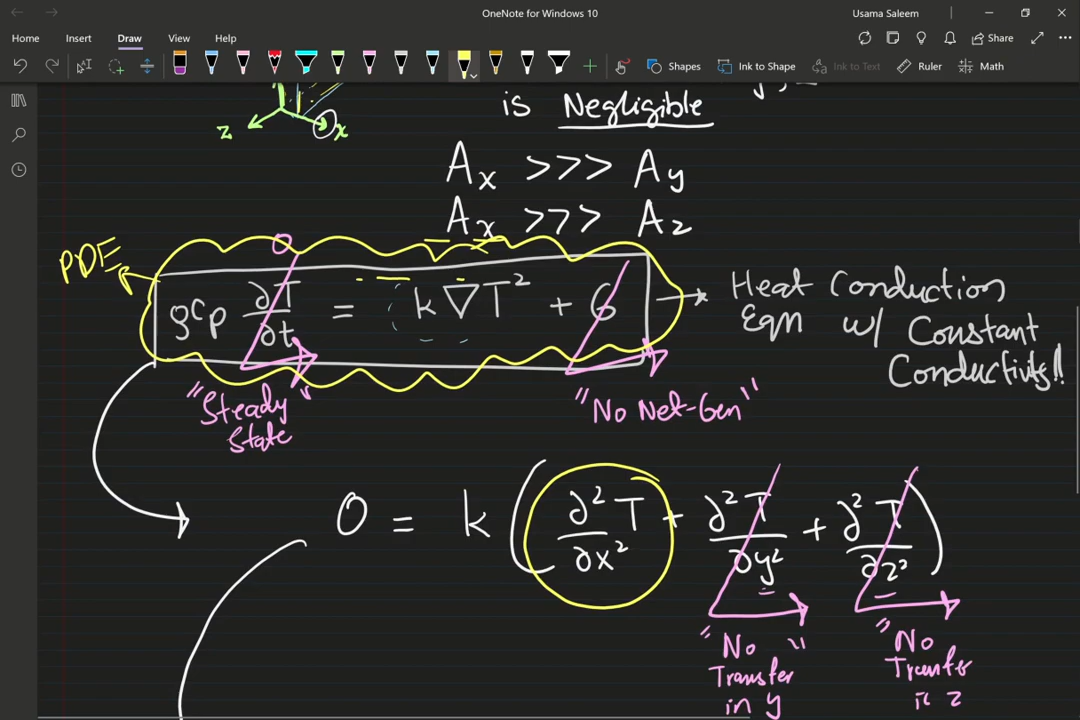 OneNote for Windows 10
Usama Saleem
Home Insert Draw View Help
Share
Shapes Ink to Shape Ink to Text Ruler Math
is Negligible
z x
Ax >>> Ay
Ax >>> Az
PDE
ρcp ∂T/∂t = k∇T² + G
0
→ Heat Conduction
Eqn w/ Constant
Conductivity!!
"Steady
State"
"No Net-Gen"
0 = k (∂²T/∂x² + ∂²T/∂y² + ∂²T/∂z²)
"No "
Transfer
in y
"No
Transfer
in z